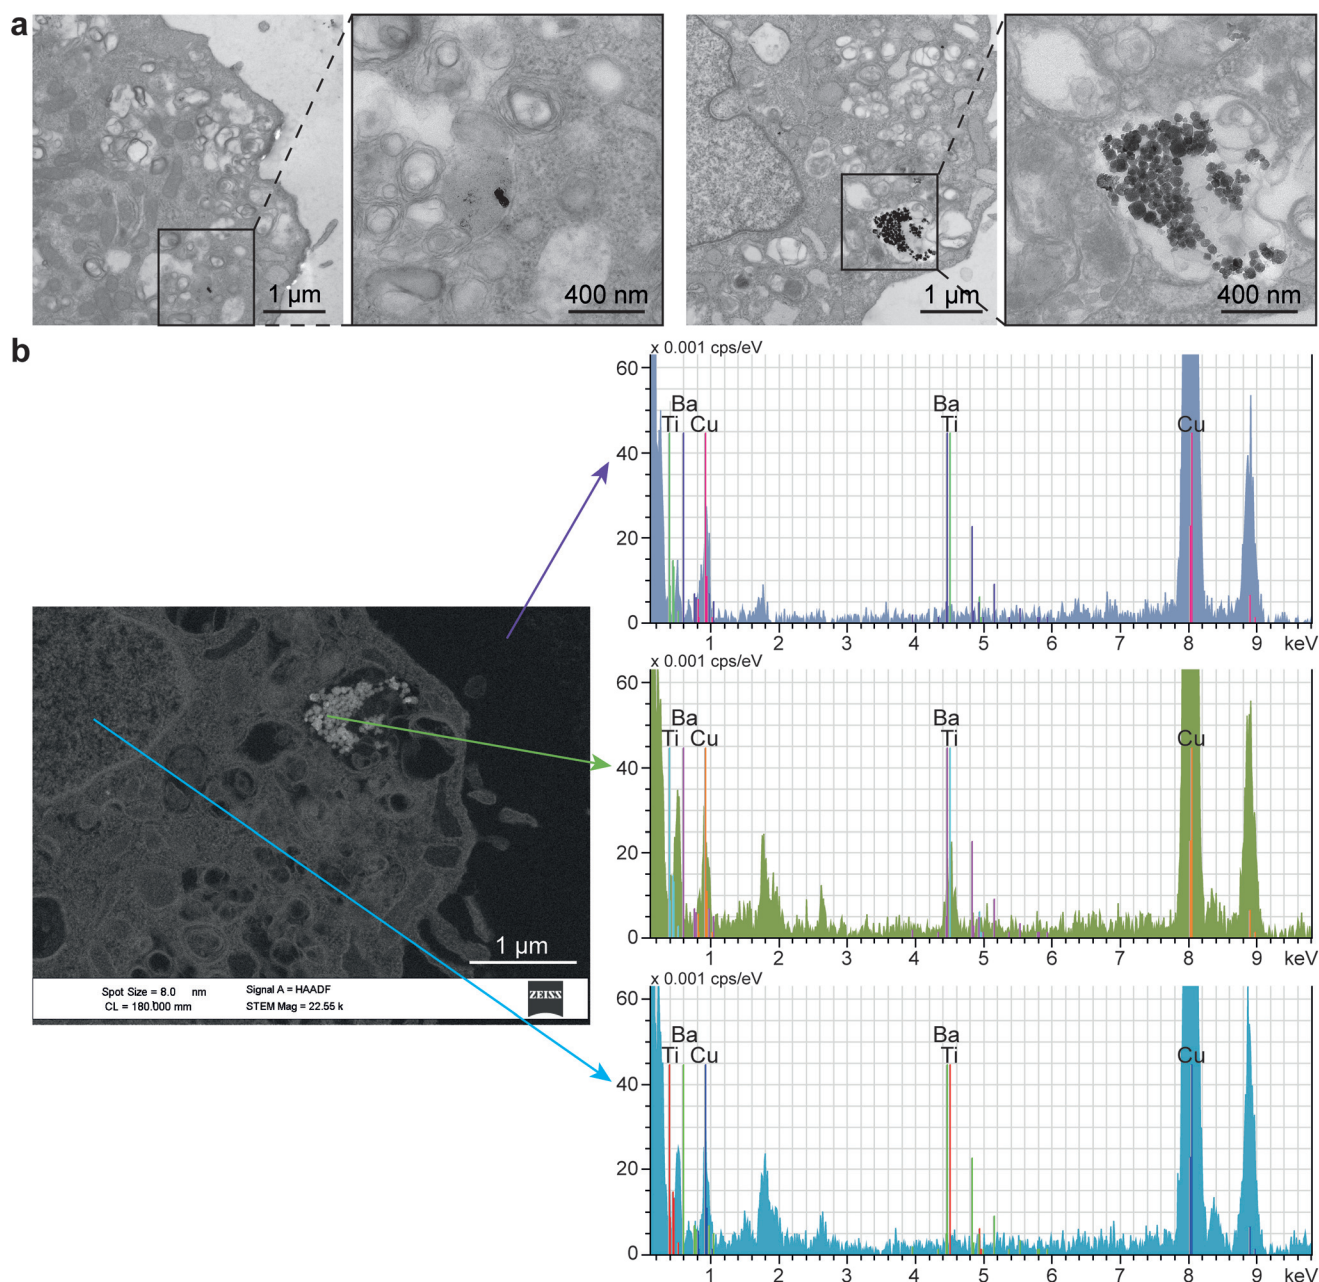 a
1 µm
400 nm
1 µm
400 nm
b
x 0.001 cps/eV
60
40
20
0
Ba
Ti Cu
Ba
Ti
Cu
1 2 3 4 5 6 7 8 9 keV
x 0.001 cps/eV
60
40
20
0
Ba
Ti Cu
Ba
Ti
Cu
1 2 3 4 5 6 7 8 9 keV
1 µm
Spot Size = 8.0 nm Signal A = HAADF
CL = 180.000 mm STEM Mag = 22.55 k
ZEISS
x 0.001 cps/eV
60
40
20
0
Ba
Ti Cu
Ba
Ti
Cu
1 2 3 4 5 6 7 8 9 keV